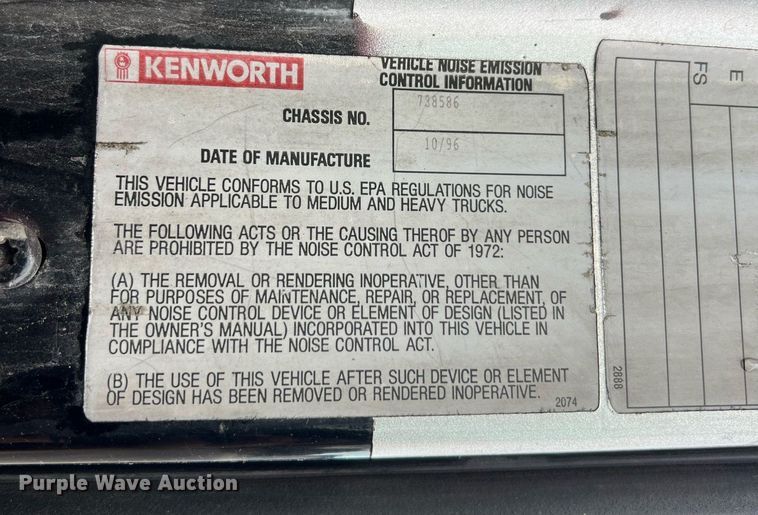 KENWORTH
VEHICLE NOISE EMISSION
CONTROL INFORMATION
CHASSIS NO. 738586
DATE OF MANUFACTURE 10/96
THIS VEHICLE CONFORMS TO U.S. EPA REGULATIONS FOR NOISE
EMISSION APPLICABLE TO MEDIUM AND HEAVY TRUCKS.
THE FOLLOWING ACTS OR THE CAUSING THEROF BY ANY PERSON
ARE PROHIBITED BY THE NOISE CONTROL ACT OF 1972:
(A) THE REMOVAL OR RENDERING INOPERATIVE, OTHER THAN
FOR PURPOSES OF MAINTENANCE, REPAIR, OR REPLACEMENT, OF
ANY NOISE CONTROL DEVICE OR ELEMENT OF DESIGN (LISTED IN
THE OWNER'S MANUAL) INCORPORATED INTO THIS VEHICLE IN
COMPLIANCE WITH THE NOISE CONTROL ACT.
(B) THE USE OF THIS VEHICLE AFTER SUCH DEVICE OR ELEMENT
OF DESIGN HAS BEEN REMOVED OR RENDERED INOPERATIVE.
2074
E
FS
2888
Purple Wave Auction